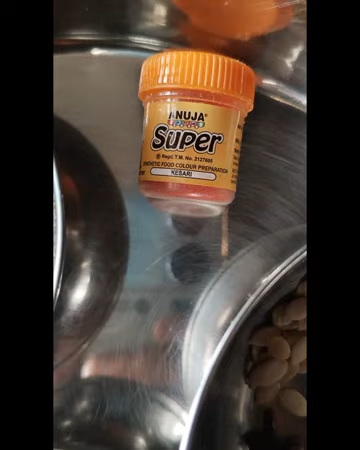 ANUJA®
Super
® Regd. T.M. No. 2127605
SYNTHETIC FOOD COLOUR PREPARATION
KESARI